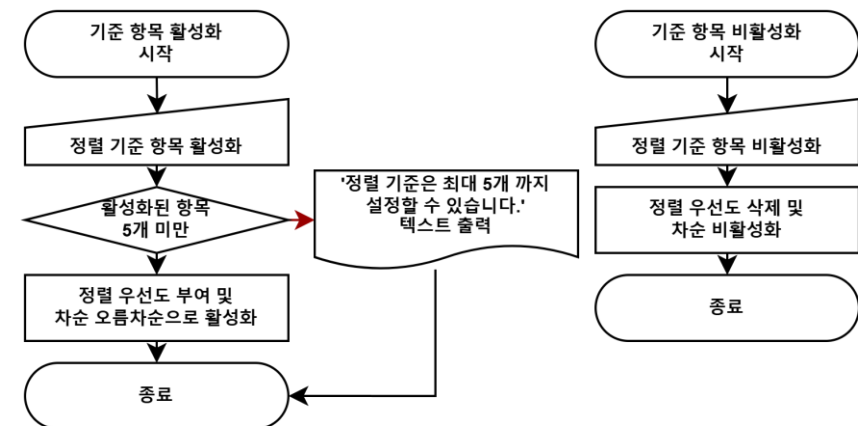 기준 항목 활성화
시작
정렬 기준 항목 활성화
활성화된 항목
5개 미만
'정렬 기준은 최대 5개 까지
설정할 수 있습니다.'
텍스트 출력
정렬 우선도 부여 및
차순 오름차순으로 활성화
종료
기준 항목 비활성화
시작
정렬 기준 항목 비활성화
정렬 우선도 삭제 및
차순 비활성화
종료